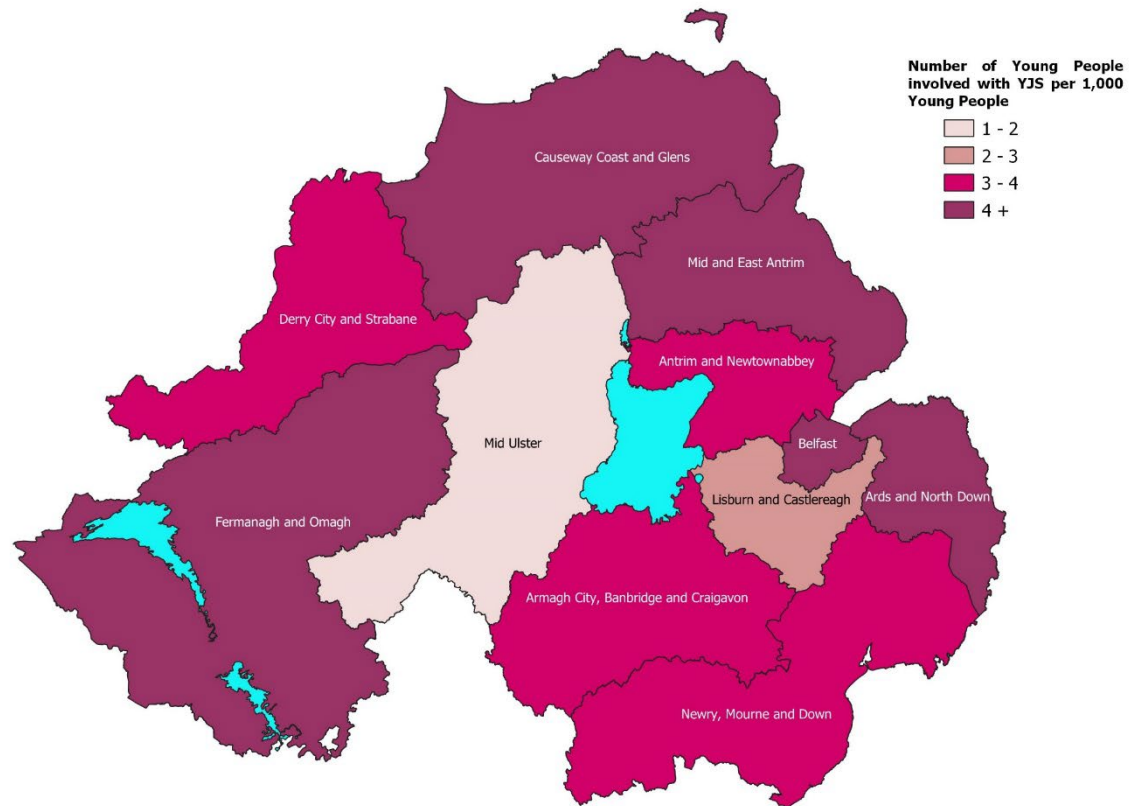 Number of Young People
involved with YJS per 1,000
Young People
1 - 2
2 - 3
3 - 4
4 +
Causeway Coast and Glens
Mid and East Antrim
Derry City and Strabane
Antrim and Newtownabbey
Mid Ulster
Belfast
Lisburn and Castlereagh
Ards and North Down
Fermanagh and Omagh
Armagh City, Banbridge and Craigavon
Newry, Mourne and Down